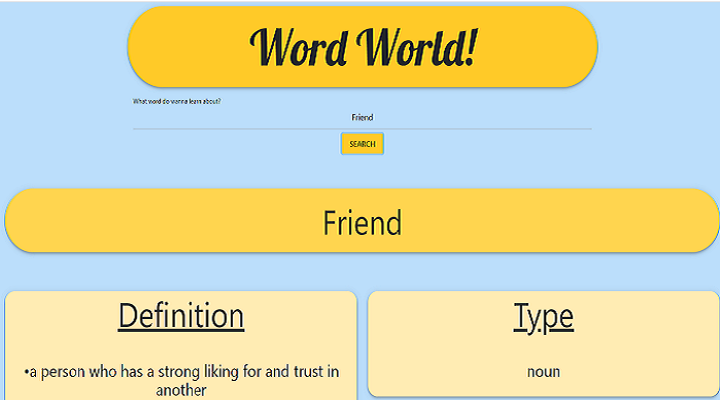 Word World!
What word do wanna learn about?
Friend
SEARCH
Friend
Definition
•a person who has a strong liking for and trust in
another
Type
noun